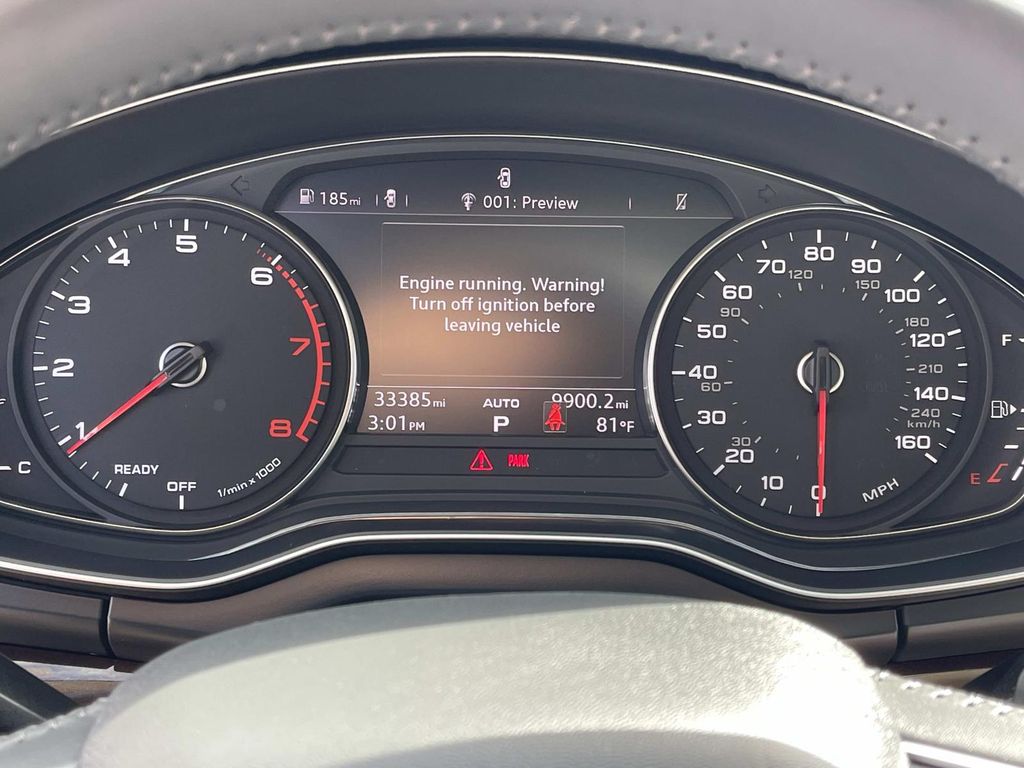 185mi
001: Preview
Engine running. Warning!
Turn off ignition before
leaving vehicle
33385mi
AUTO
9900.2mi
3:01PM
P
81°F
PARK
1
2
3
4
5
6
7
8
READY
OFF
1/min x 1000
C
0
10
20
30
40
50
60
70
80
90
100
120
140
160
30
60
90
120
150
180
210
240
km/h
MPH
F
E